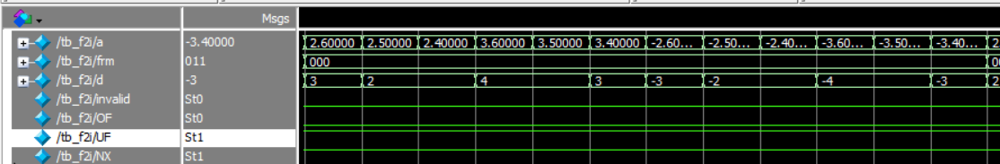 Msgs
/tb_f2i/a -3.40000 2.60000 2.50000 2.40000 3.60000 3.50000 3.40000 -2.60... -2.50... -2.40... -3.60... -3.50... -3.40... 2
/tb_f2i/frm 011 000 0
/tb_f2i/d -3 3 2 4 3 -3 -2 -4 -3 2
/tb_f2i/invalid St0
/tb_f2i/OF St0
/tb_f2i/UF St1
/tb_f2i/NX St1